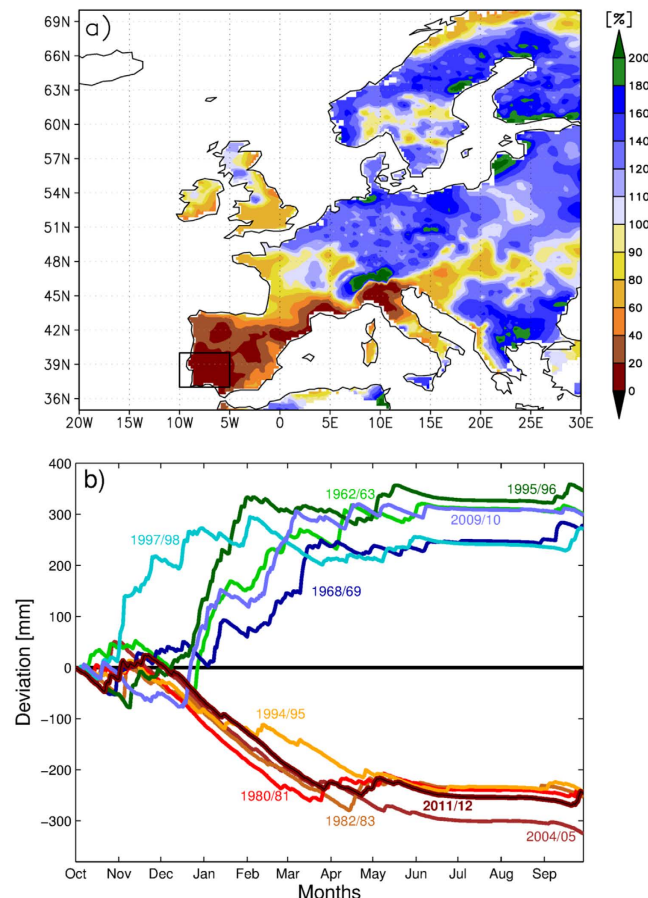 a)
[%]
69N
66N
63N
60N
57N
54N
51N
48N
45N
42N
39N
36N
20W 15W 10W 5W 0 5E 10E 15E 20E 25E 30E
200
180
160
140
120
110
100
90
80
60
40
20
0
b)
Deviation [mm]
400
300
200
100
0
−100
−200
−300
1995/96
1962/63
2009/10
1997/98
1968/69
1994/95
1980/81
2011/12
1982/83
2004/05
Oct Nov Dec Jan Feb Mar Apr May Jun Jul Aug Sep
Months